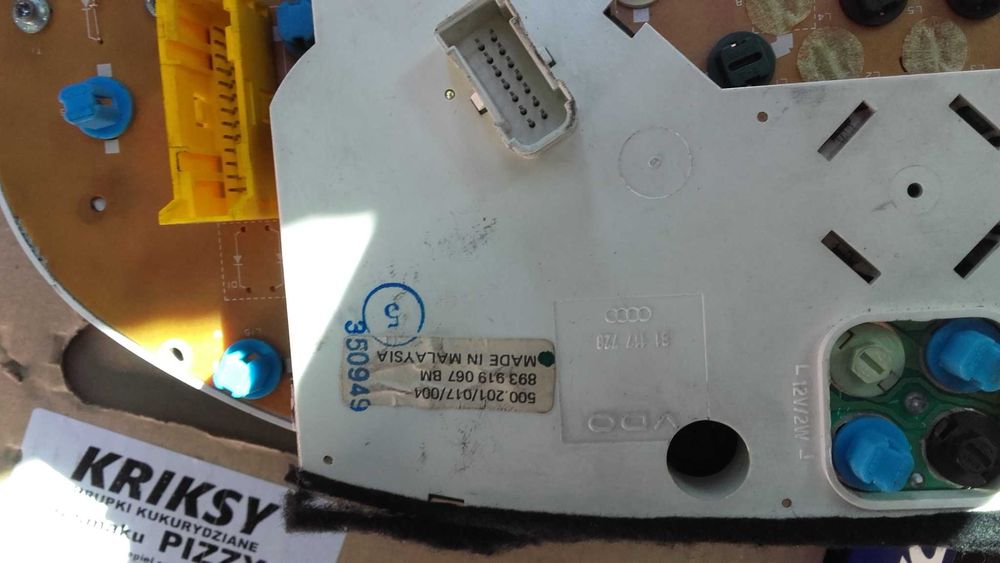 5
350949
MADE IN MALAYSIA
893 919 067 BM
500.201/017/004
VDO
L 12V/2W
KRIKSY
KUKURYDZIANE
maku PIZZY